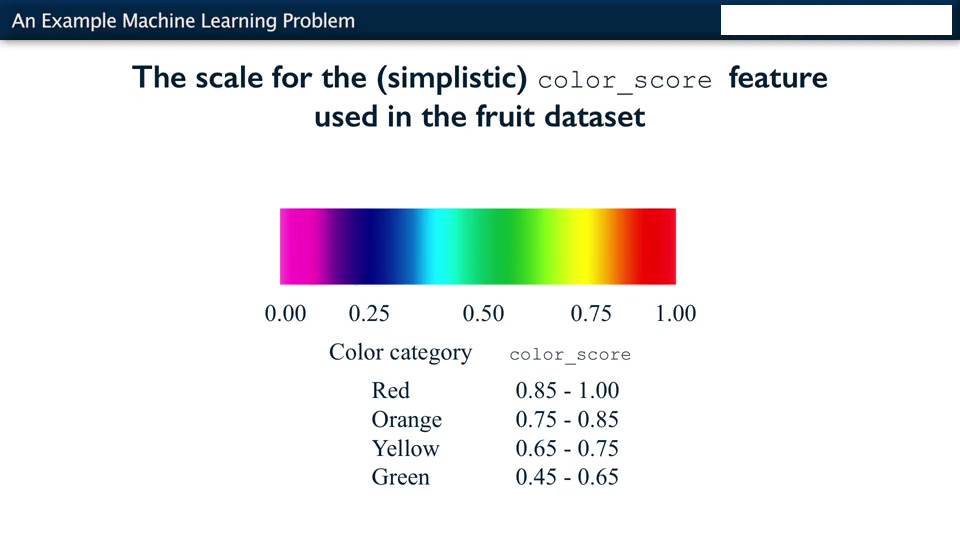 An Example Machine Learning Problem
The scale for the (simplistic) color_score feature
used in the fruit dataset
0.00 0.25 0.50 0.75 1.00
Color category color_score
Red 0.85 - 1.00
Orange 0.75 - 0.85
Yellow 0.65 - 0.75
Green 0.45 - 0.65